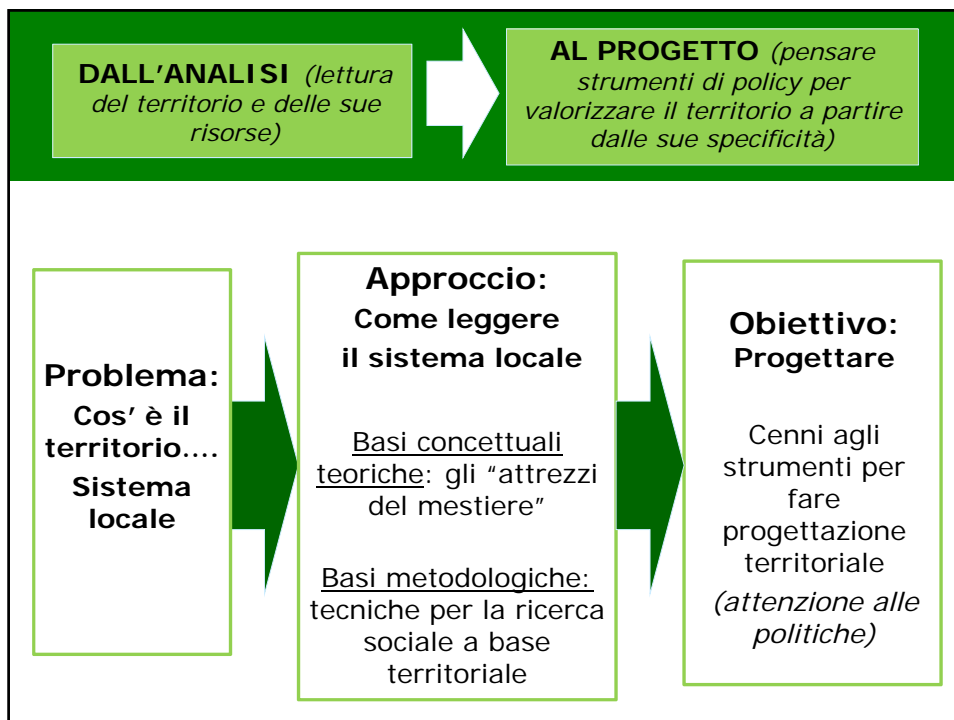 DALL'ANALISI (lettura
del territorio e delle sue
risorse)
AL PROGETTO (pensare
strumenti di policy per
valorizzare il territorio a partire
dalle sue specificità)
Problema:
Cos' è il
territorio....
Sistema
locale
Approccio:
Come leggere
il sistema locale
Basi concettuali
teoriche: gli "attrezzi
del mestiere"
Basi metodologiche:
tecniche per la ricerca
sociale a base
territoriale
Obiettivo:
Progettare
Cenni agli
strumenti per
fare
progettazione
territoriale
(attenzione alle
politiche)